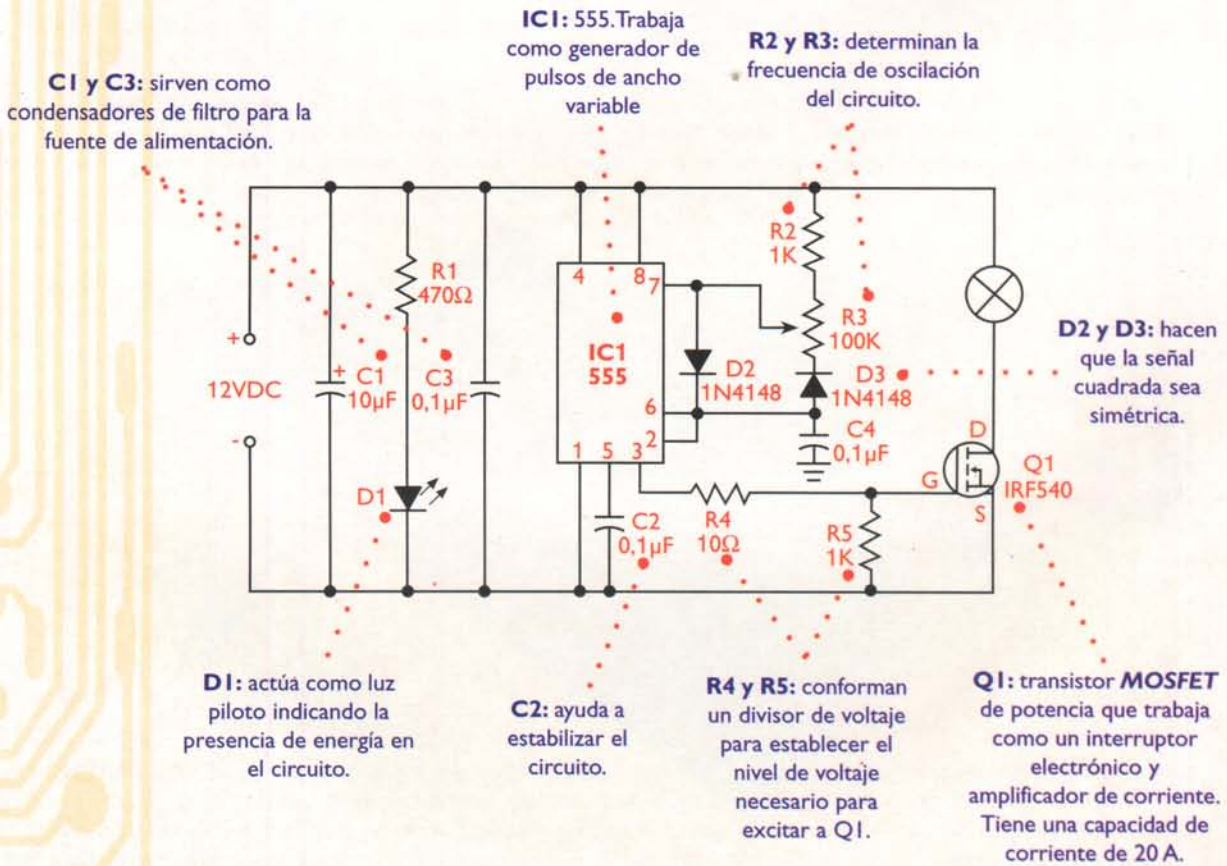 IC1: 555.Trabaja
como generador de
pulsos de ancho
variable
R2 y R3: determinan la
frecuencia de oscilación
del circuito.
C1 y C3: sirven como
condensadores de filtro para la
fuente de alimentación.
R1
470Ω
4
8
7
R2
1K
R3
100K
IC1
555
D2
1N4148
D3
1N4148
D2 y D3: hacen
que la señal
cuadrada sea
simétrica.
+
12VDC
-
+
C1
10µF
C3
0,1µF
6
2
C4
0,1µF
1
5
3
D
Q1
IRF540
G
S
D1
C2
0,1µF
R4
10Ω
R5
1K
D1: actúa como luz
piloto indicando la
presencia de energía en
el circuito.
C2: ayuda a
estabilizar el
circuito.
R4 y R5: conforman
un divisor de voltaje
para establecer el
nivel de voltaje
necesario para
excitar a Q1.
Q1: transistor MOSFET
de potencia que trabaja
como un interruptor
electrónico y
amplificador de corriente.
Tiene una capacidad de
corriente de 20 A.